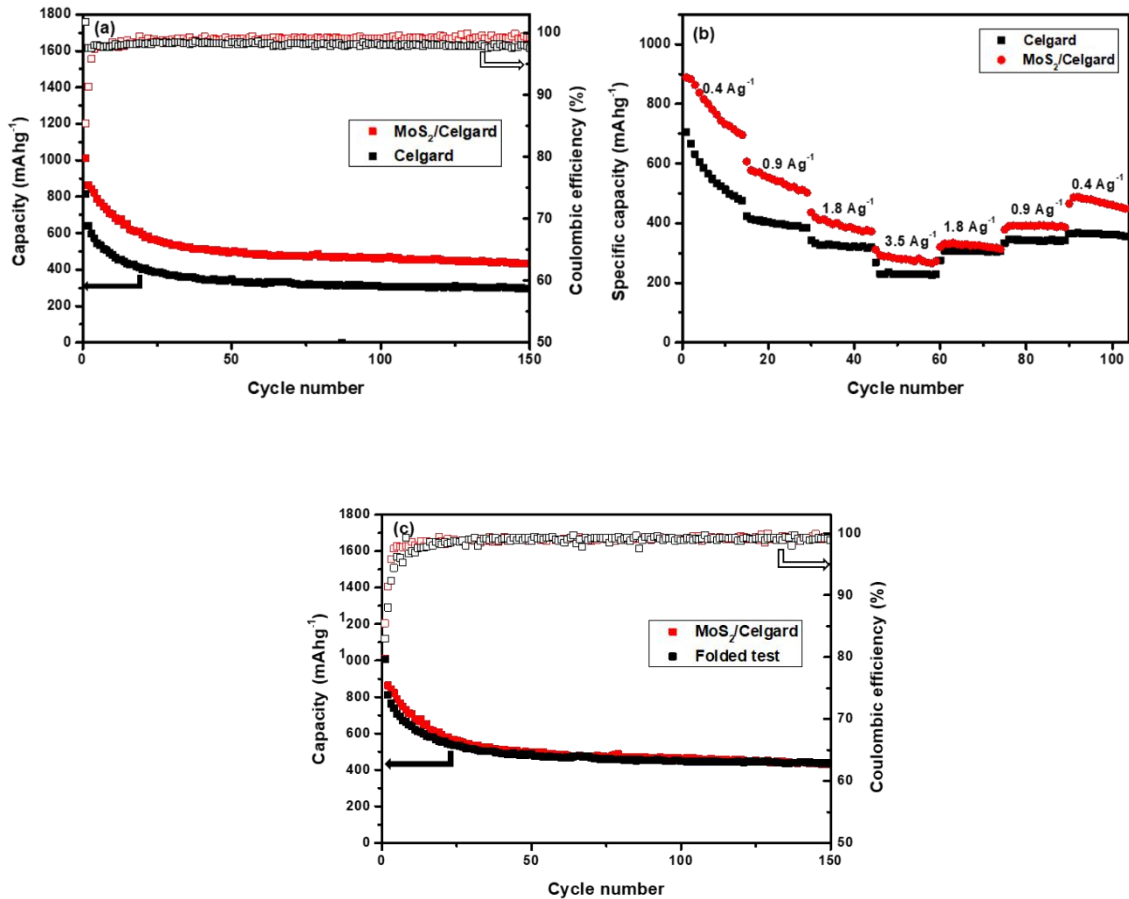 (a)
Capacity (mAhg⁻¹)
1800
1600
1400
1200
1000
800
600
400
200
0
MoS₂/Celgard
Celgard
100
90
80
70
60
50
Coulombic efficiency (%)
0 50 100 150
Cycle number
(b)
Specific capacity (mAhg⁻¹)
1000
800
600
400
200
0
Celgard
MoS₂/Celgard
0.4 Ag⁻¹
0.9 Ag⁻¹
1.8 Ag⁻¹
3.5 Ag⁻¹
1.8 Ag⁻¹
0.9 Ag⁻¹
0.4 Ag⁻¹
0 20 40 60 80 100
Cycle number
(c)
Capacity (mAhg⁻¹)
1800
1600
1400
1200
1000
800
600
400
200
0
MoS₂/Celgard
Folded test
100
90
80
70
60
50
Coulombic efficiency (%)
0 50 100 150
Cycle number